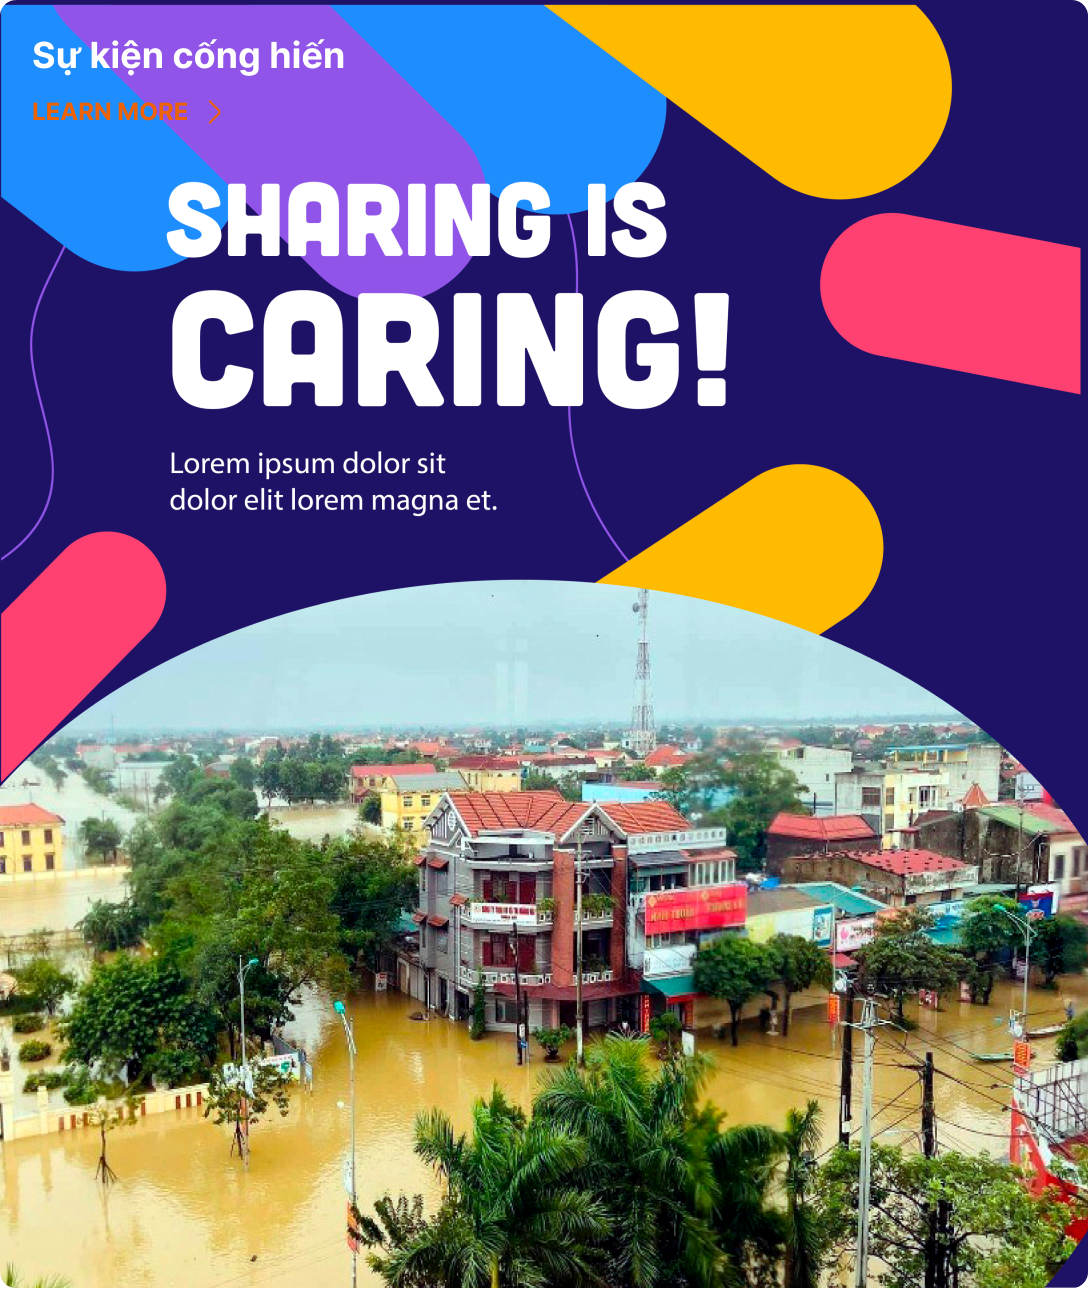 Sự kiện cống hiến
LEARN MORE
SHARING IS
CARING!
Lorem ipsum dolor sit
dolor elit lorem magna et.